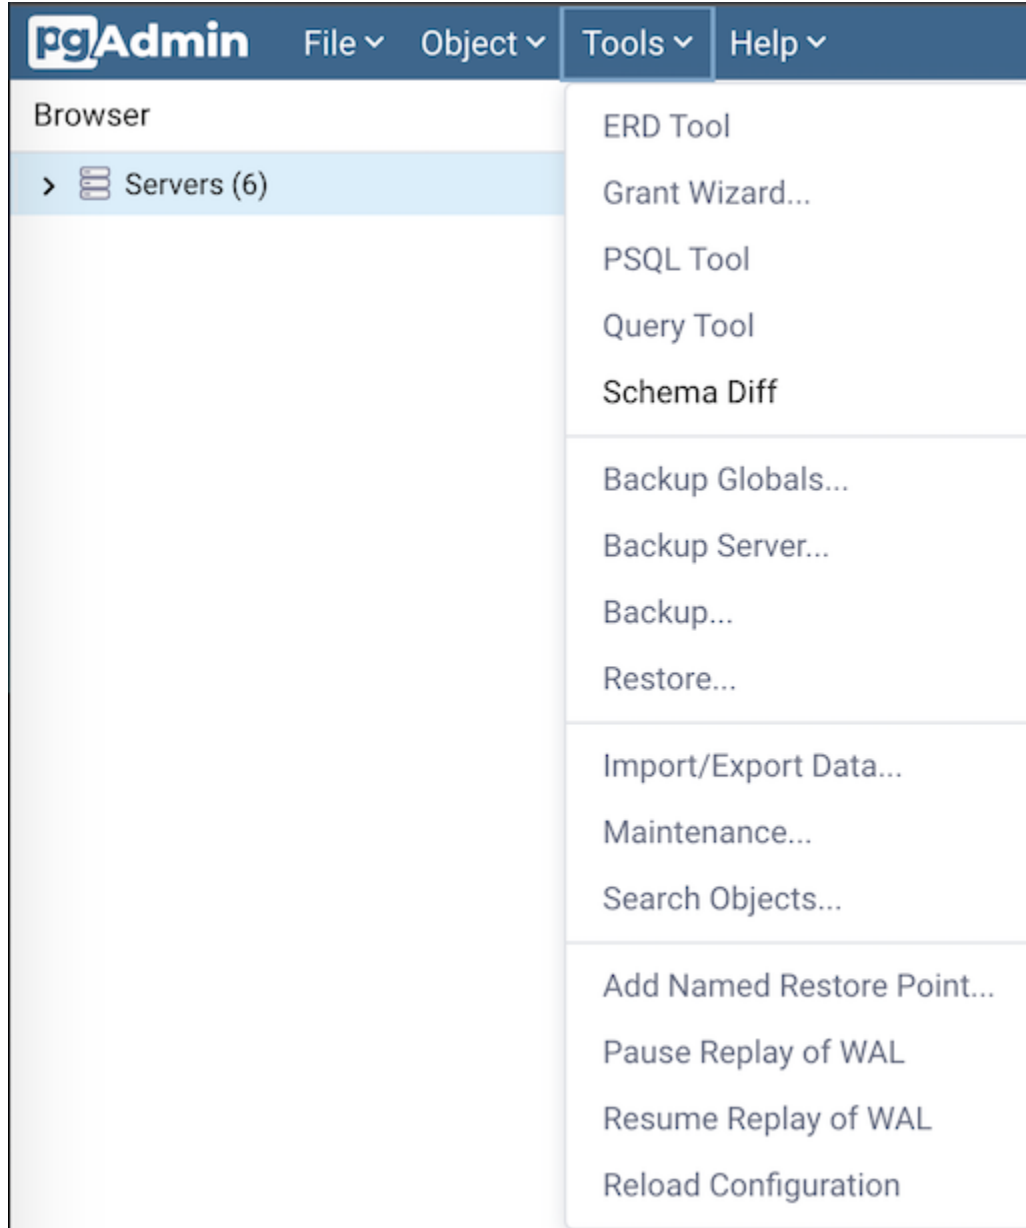 pgAdmin File Object Tools Help
Browser
Servers (6)
ERD Tool
Grant Wizard...
PSQL Tool
Query Tool
Schema Diff
Backup Globals...
Backup Server...
Backup...
Restore...
Import/Export Data...
Maintenance...
Search Objects...
Add Named Restore Point...
Pause Replay of WAL
Resume Replay of WAL
Reload Configuration